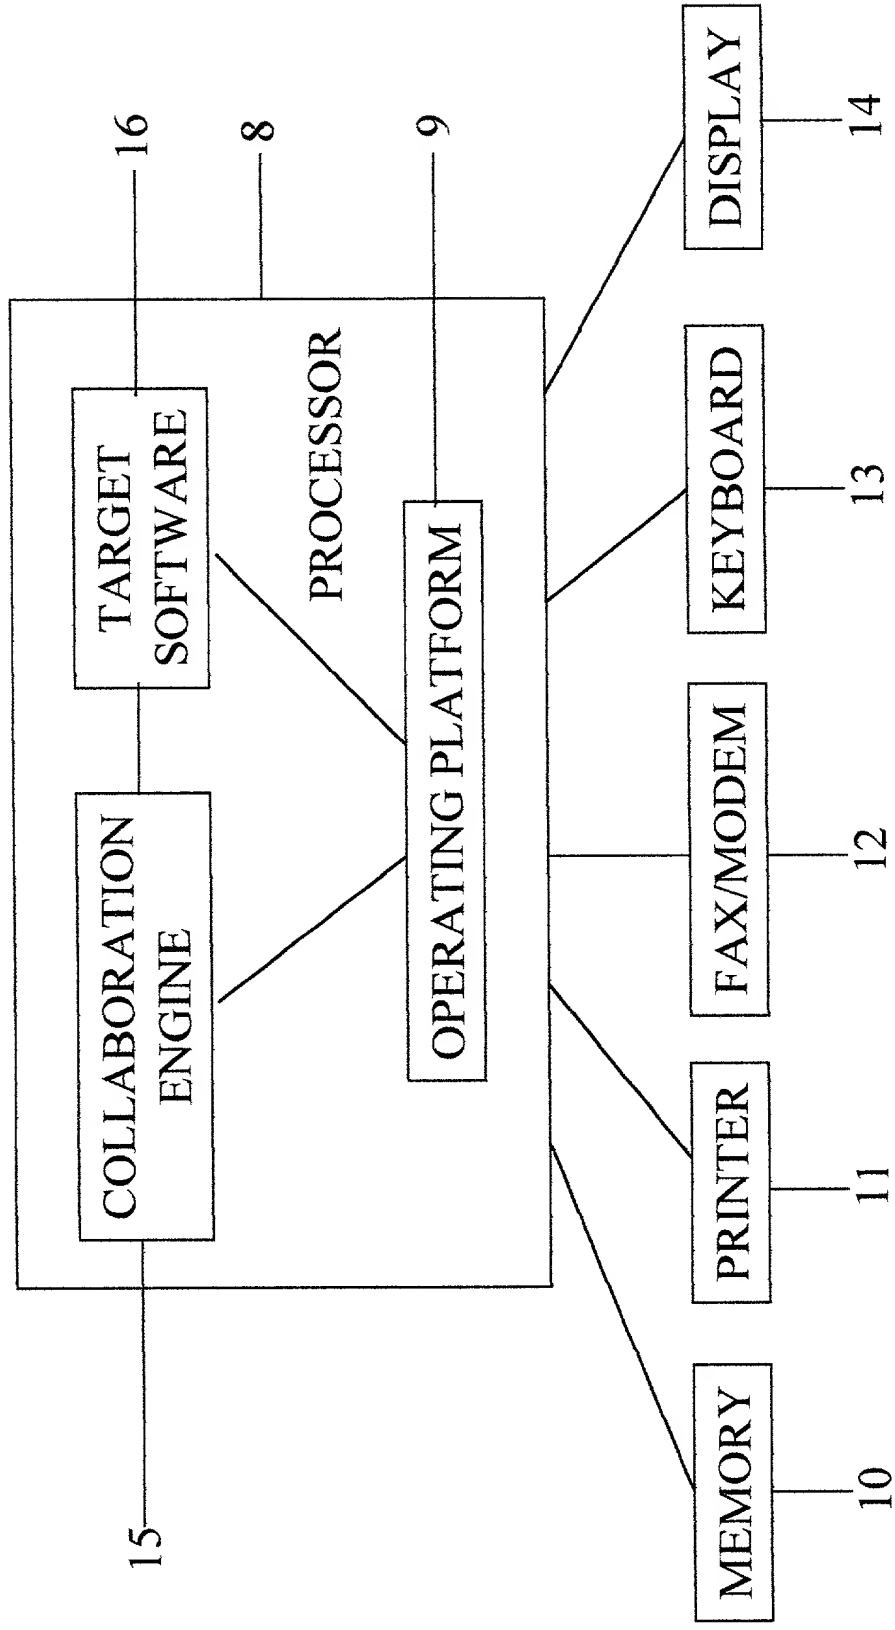 15
COLLABORATION
ENGINE
TARGET
SOFTWARE
16
8
PROCESSOR
OPERATING PLATFORM
9
MEMORY
PRINTER
FAX/MODEM
KEYBOARD
DISPLAY
10
11
12
13
14